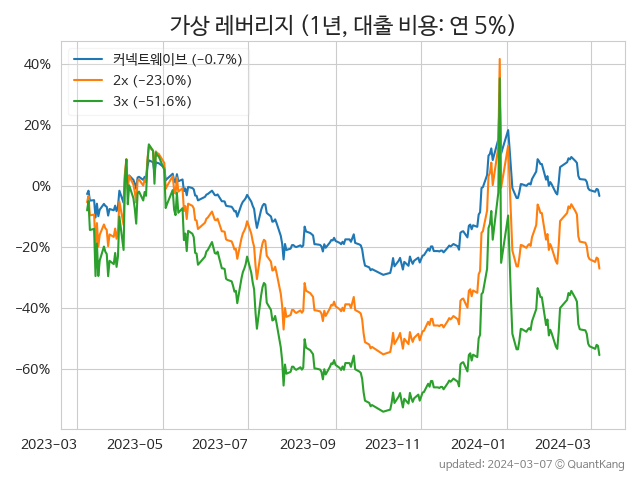 가상 레버리지 (1년, 대출 비용: 연 5%)
커넥트웨이브 (−0.7%)
2x (−23.0%)
3x (−51.6%)
40%
20%
0%
−20%
−40%
−60%
2023−03 2023−05 2023−07 2023−09 2023−11 2024−01 2024−03
updated: 2024-03-07 © QuantKang